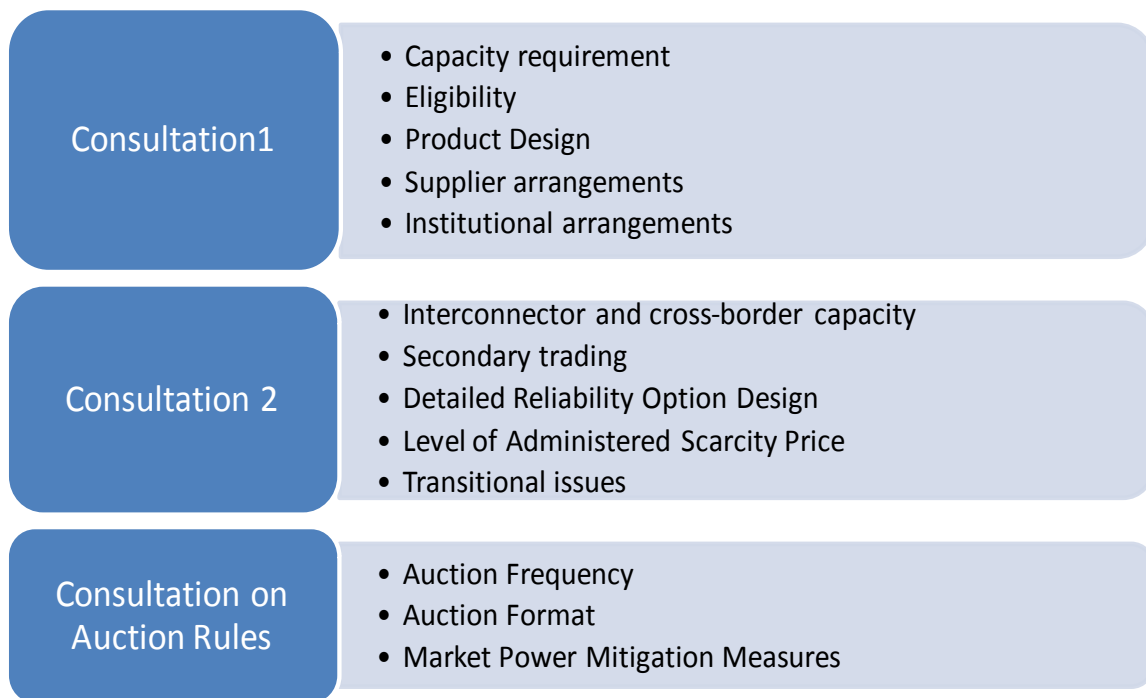 Consultation1
• Capacity requirement
• Eligibility
• Product Design
• Supplier arrangements
• Institutional arrangements
Consultation 2
• Interconnector and cross-border capacity
• Secondary trading
• Detailed Reliability Option Design
• Level of Administered Scarcity Price
• Transitional issues
Consultation on
Auction Rules
• Auction Frequency
• Auction Format
• Market Power Mitigation Measures